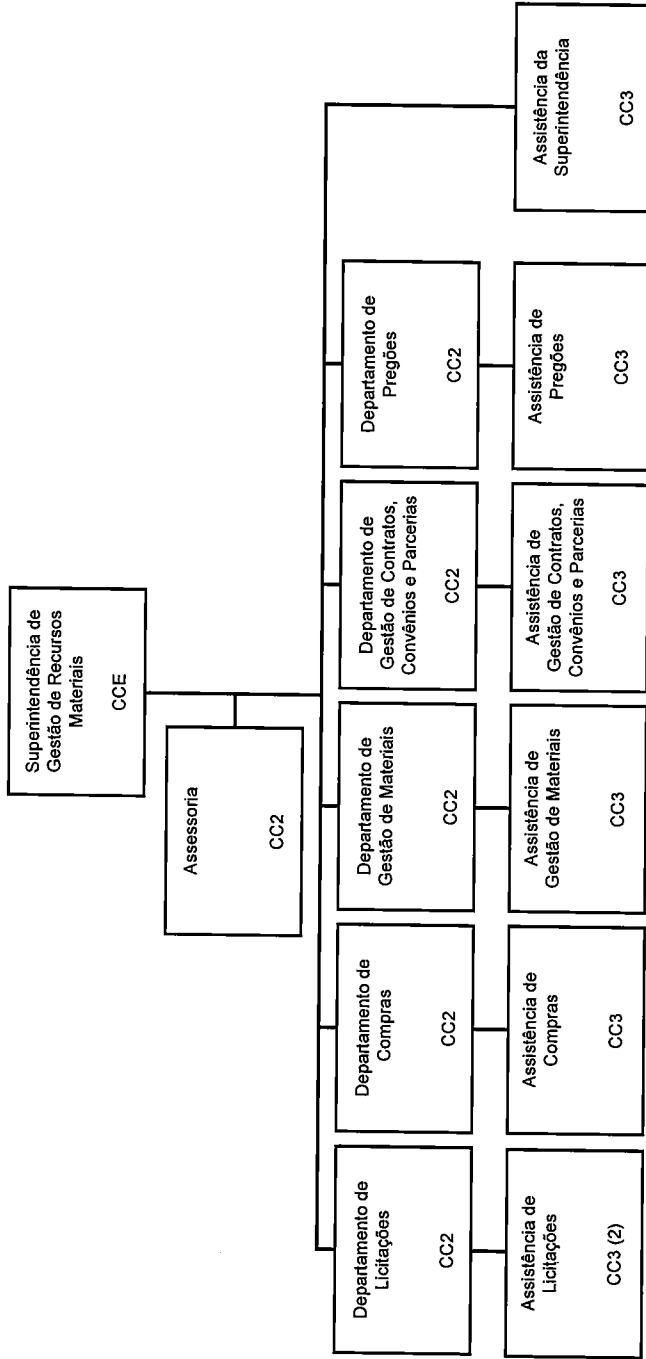 Superintendência de
Gestão de Recursos
Materiais
CCE
Assessoria
CC2
Departamento de
Licitações
CC2
Departamento de
Compras
CC2
Departamento de
Gestão de Materiais
CC2
Departamento de
Gestão de Contratos,
Convênios e Parcerias
CC2
Departamento de
Pregões
CC2
Assistência de
Licitações
CC3 (2)
Assistência de
Compras
CC3
Assistência de
Gestão de Materiais
CC3
Assistência de
Gestão de Contratos,
Convênios e Parcerias
CC3
Assistência de
Pregões
CC3
Assistência da
Superintendência
CC3